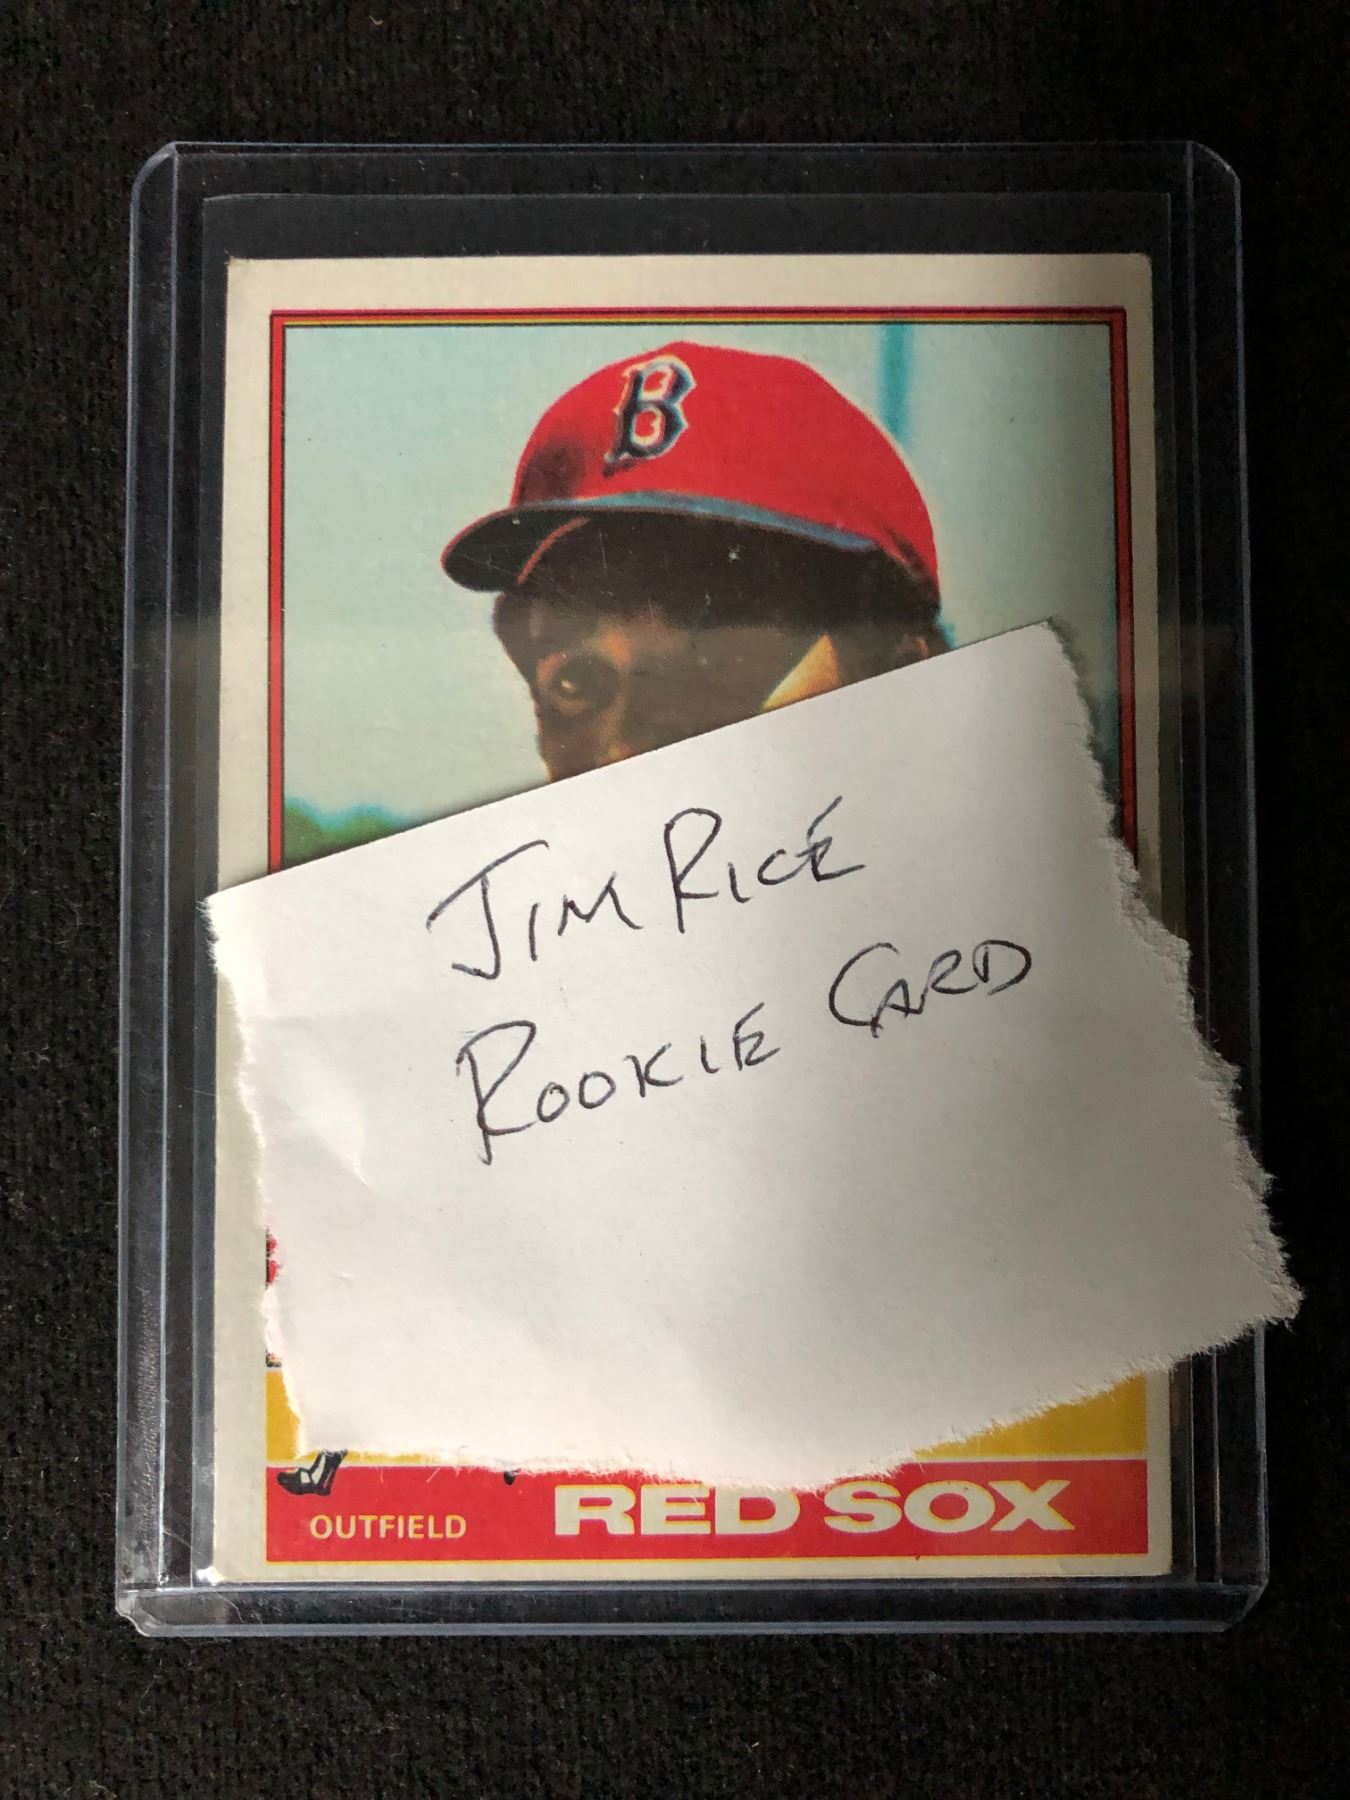 B
JIM RICE
ROOKIE CARD
OUTFIELD
RED SOX